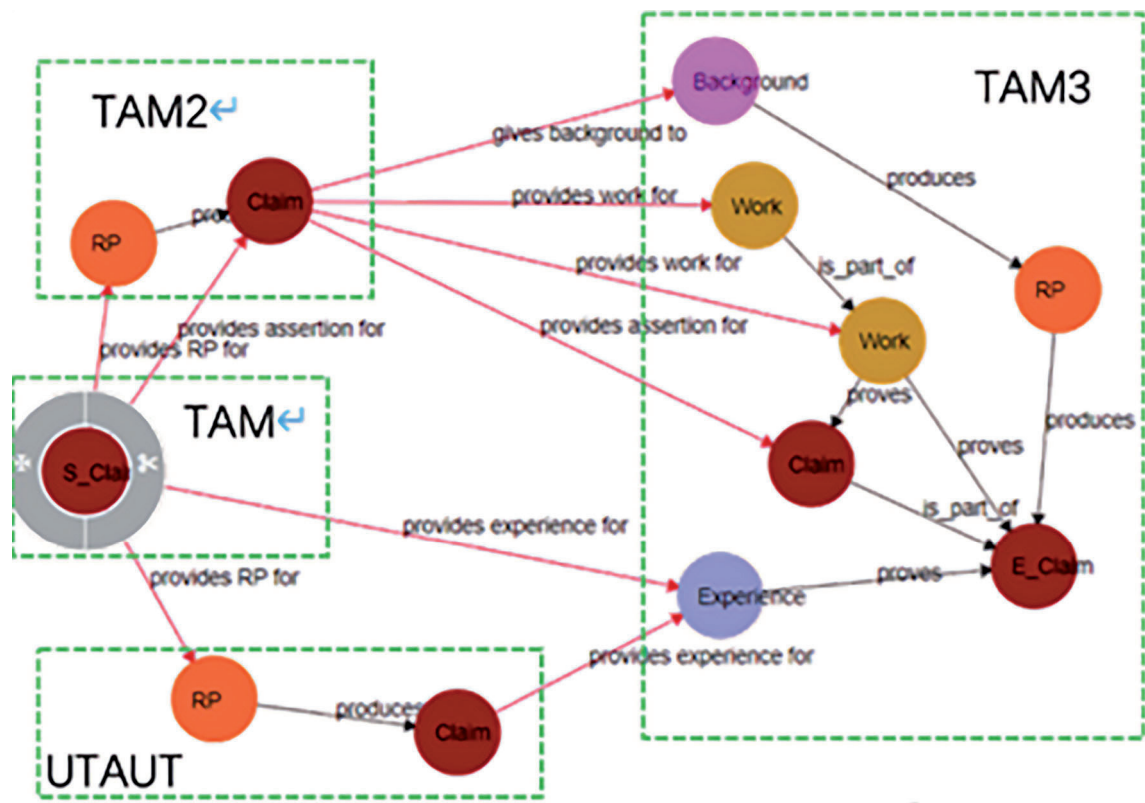 TAM2↵
Claim
produces
RP
provides assertion for
provides RP for
TAM↵
S_Clai
provides experience for
provides RP for
RP
produces
Claim
UTAUT
provides experience for
gives background to
provides work for
provides work for
provides assertion for
TAM3
Background
produces
Work
is_part_of
RP
Work
proves
proves
produces
Claim
is_part_of
E_Claim
Experience
proves